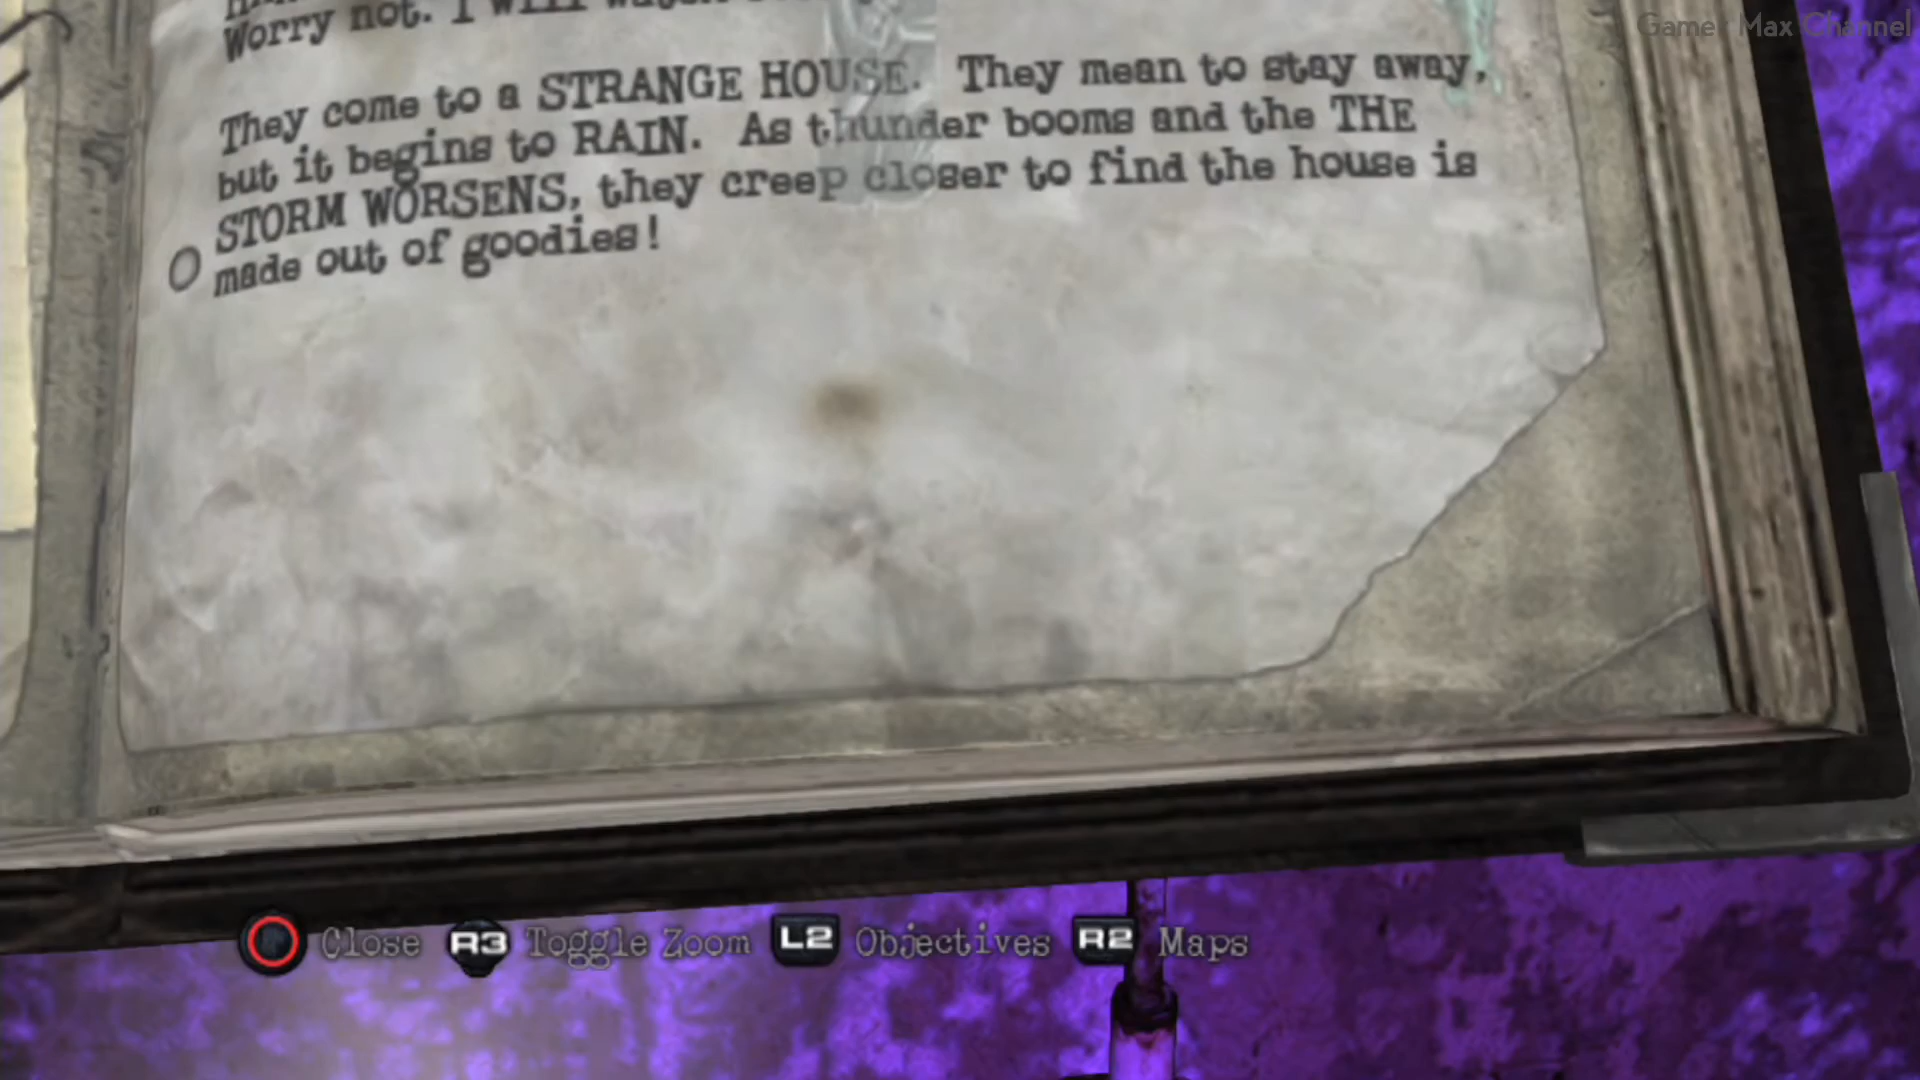 Gamer Max Channel
Worry not. I will
They come to a STRANGE HOUSE. They mean to stay away,
but it begins to RAIN. As thunder booms and the THE
STORM WORSENS, they creep closer to find the house is
made out of goodies!
Close R3 Toggle Zoom L2 Objectives R2 Maps